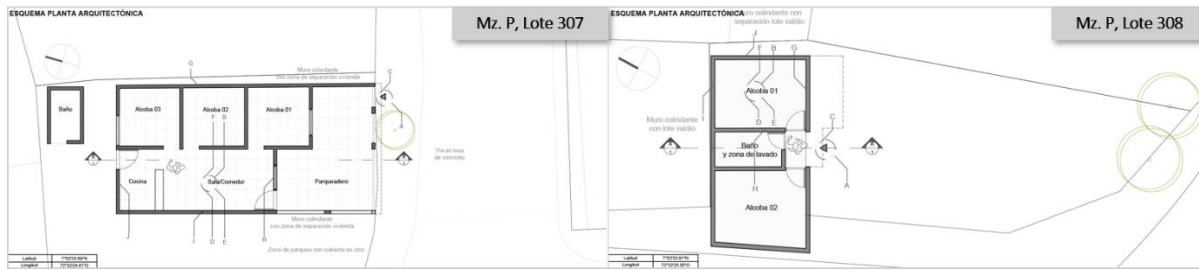 ESQUEMA PLANTA ARQUITECTÓNICA
Mz. P, Lote 307
Muro colindante
con zona de separación vivienda
G
C
Baño
Alcoba 03
Alcoba 02
Alcoba 01
F B
A
Vía en losa
de concreto
Cocina
Sala/Corredor
Parqueadero
J
I
D
E
H
Muro colindante
con zona de separación vivienda
Zona de parqueo con cubierta en zinc
Latitud
Longitud
ESQUEMA PLANTA ARQUITECTÓNICA
Mz. P, Lote 308
Muro colindante con
separación lote valdio
J
F B G
Alcoba 01
I
D E
Muro colindante
con lote valdio
C
Baño
y zona de lavado
H
A
Alcoba 02
Latitud
Longitud